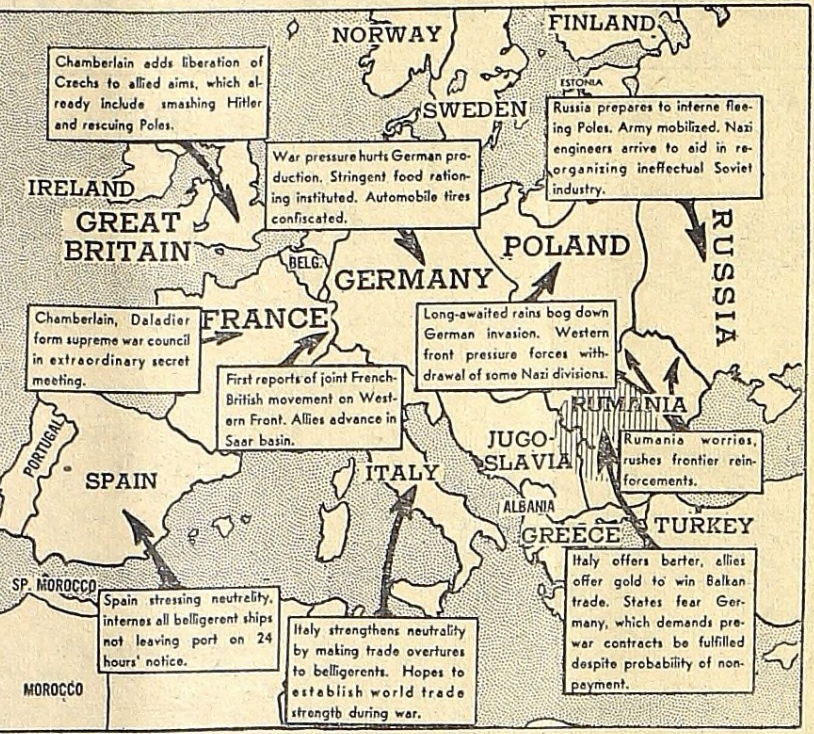 NORWAY
FINLAND
Chamberlain adds liberation of
Czechs to allied aims, which al-
ready include smashing Hitler
and rescuing Poles.
ESTONIA
SWEDEN
Russia prepares to interne flee-
ing Poles. Army mobilized. Nazi
engineers arrive to aid in re-
organizing ineffectual Soviet
industry.
War pressure hurts German pro-
duction. Stringent food ration-
ing instituted. Automobile tires
confiscated.
IRELAND
GREAT
BRITAIN
BELG.
GERMANY
POLAND
RUSSIA
Chamberlain, Daladier
form supreme war council
in extraordinary secret
meeting.
FRANCE
Long-awaited rains bog down
German invasion. Western
front pressure forces with-
drawal of some Nazi divisions.
First reports of joint French-
British movement on West-
ern Front. Allies advance in
Saar basin.
RUMANIA
PORTUGAL
SPAIN
ITALY
JUGO-
SLAVIA
Rumania worries,
rushes frontier rein-
forcements.
ALBANIA
GREECE
TURKEY
SP. MOROCCO
Spain stressing neutrality,
internes all belligerent ships
not leaving port on 24
hours' notice.
Italy strengthens neutrality
by making trade overtures
to belligerents. Hopes to
establish world trade
strength during war.
Italy offers barter, allies
offer gold to win Balkan
trade. States fear Ger-
many, which demands pre-
war contracts be fulfilled
despite probability of non-
payment.
MOROCCO